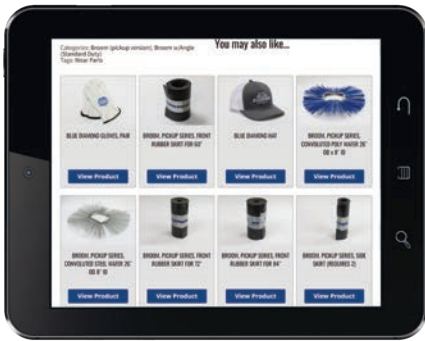 Categories: Broom (pickup version), Broom w/Angle
(Standard Duty)
Tags: Wear Parts
You may also like...
BLUE DIAMOND GLOVES, PAIR
View Product
BROOM, PICKUP SERIES, FRONT
RUBBER SKIRT FOR 60"
View Product
BLUE DIAMOND HAT
View Product
BROOM, PICKUP SERIES,
CONVOLUTED POLY WAFER 26"
OD x 8" ID
View Product
BROOM, PICKUP SERIES,
CONVOLUTED STEEL WAFER 26"
OD 8" ID
View Product
BROOM, PICKUP SERIES, FRONT
RUBBER SKIRT FOR 72"
View Product
BROOM, PICKUP SERIES, FRONT
RUBBER SKIRT FOR 84"
View Product
BROOM, PICKUP SERIES, SIDE
SKIRT (REQUIRES 2)
View Product